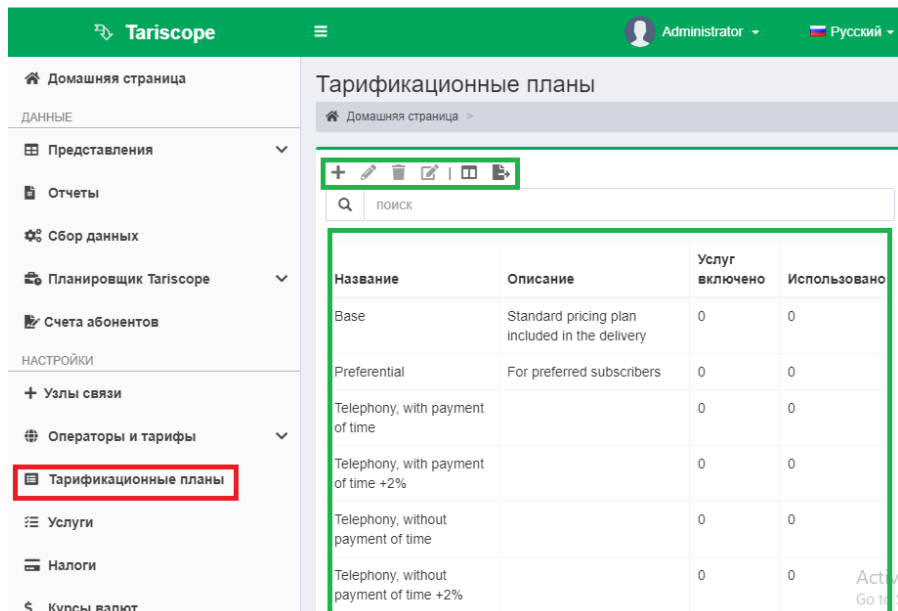 Tariscope
Administrator
Русский
Домашняя страница
ДАННЫЕ
Представления
Отчеты
Сбор данных
Планировщик Tariscope
Счета абонентов
НАСТРОЙКИ
Узлы связи
Операторы и тарифы
Тарификационные планы
Услуги
Налоги
Курсы валют
Тарификационные планы
Домашняя страница >
поиск
Название Описание Услуг включено Использовано
Base Standard pricing plan included in the delivery 0 0
Preferential For preferred subscribers 0 0
Telephony, with payment of time 0 0
Telephony, with payment of time +2% 0 0
Telephony, without payment of time 0 0
Telephony, without payment of time +2% 0 0
Go to